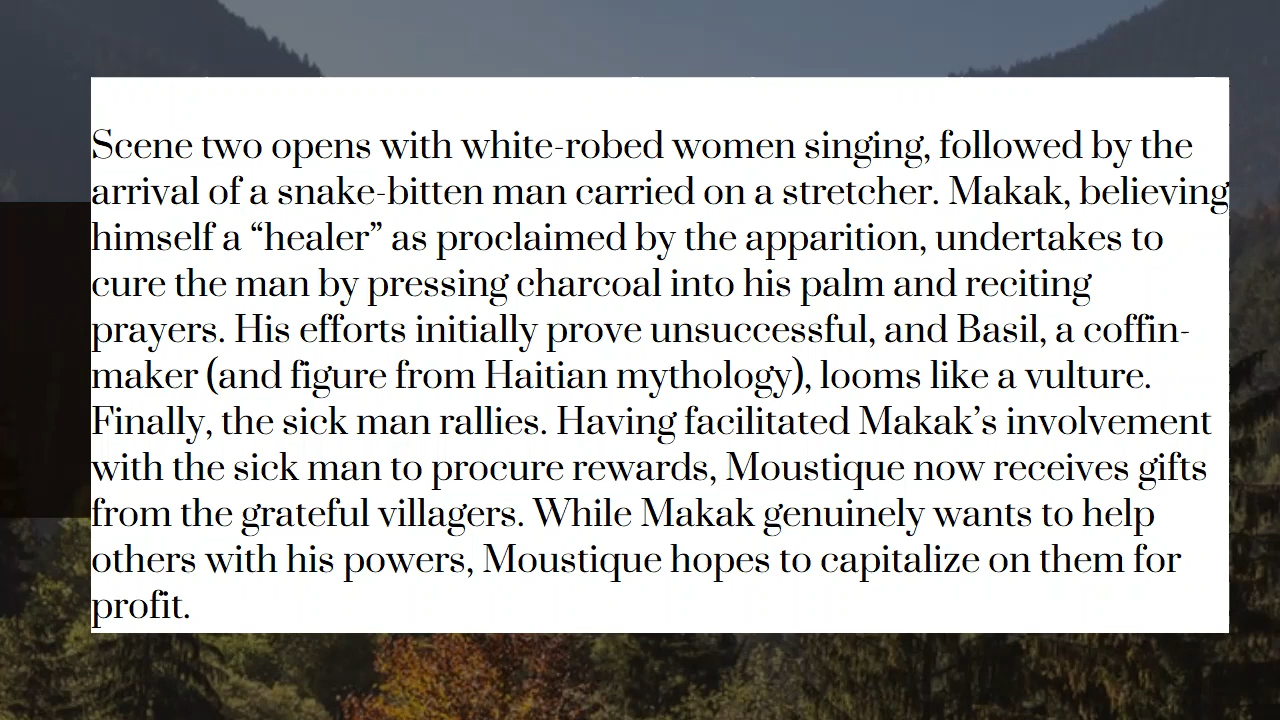 Scene two opens with white-robed women singing, followed by the
arrival of a snake-bitten man carried on a stretcher. Makak, believing
himself a “healer” as proclaimed by the apparition, undertakes to
cure the man by pressing charcoal into his palm and reciting
prayers. His efforts initially prove unsuccessful, and Basil, a coffin-
maker (and figure from Haitian mythology), looms like a vulture.
Finally, the sick man rallies. Having facilitated Makak’s involvement
with the sick man to procure rewards, Moustique now receives gifts
from the grateful villagers. While Makak genuinely wants to help
others with his powers, Moustique hopes to capitalize on them for
profit.